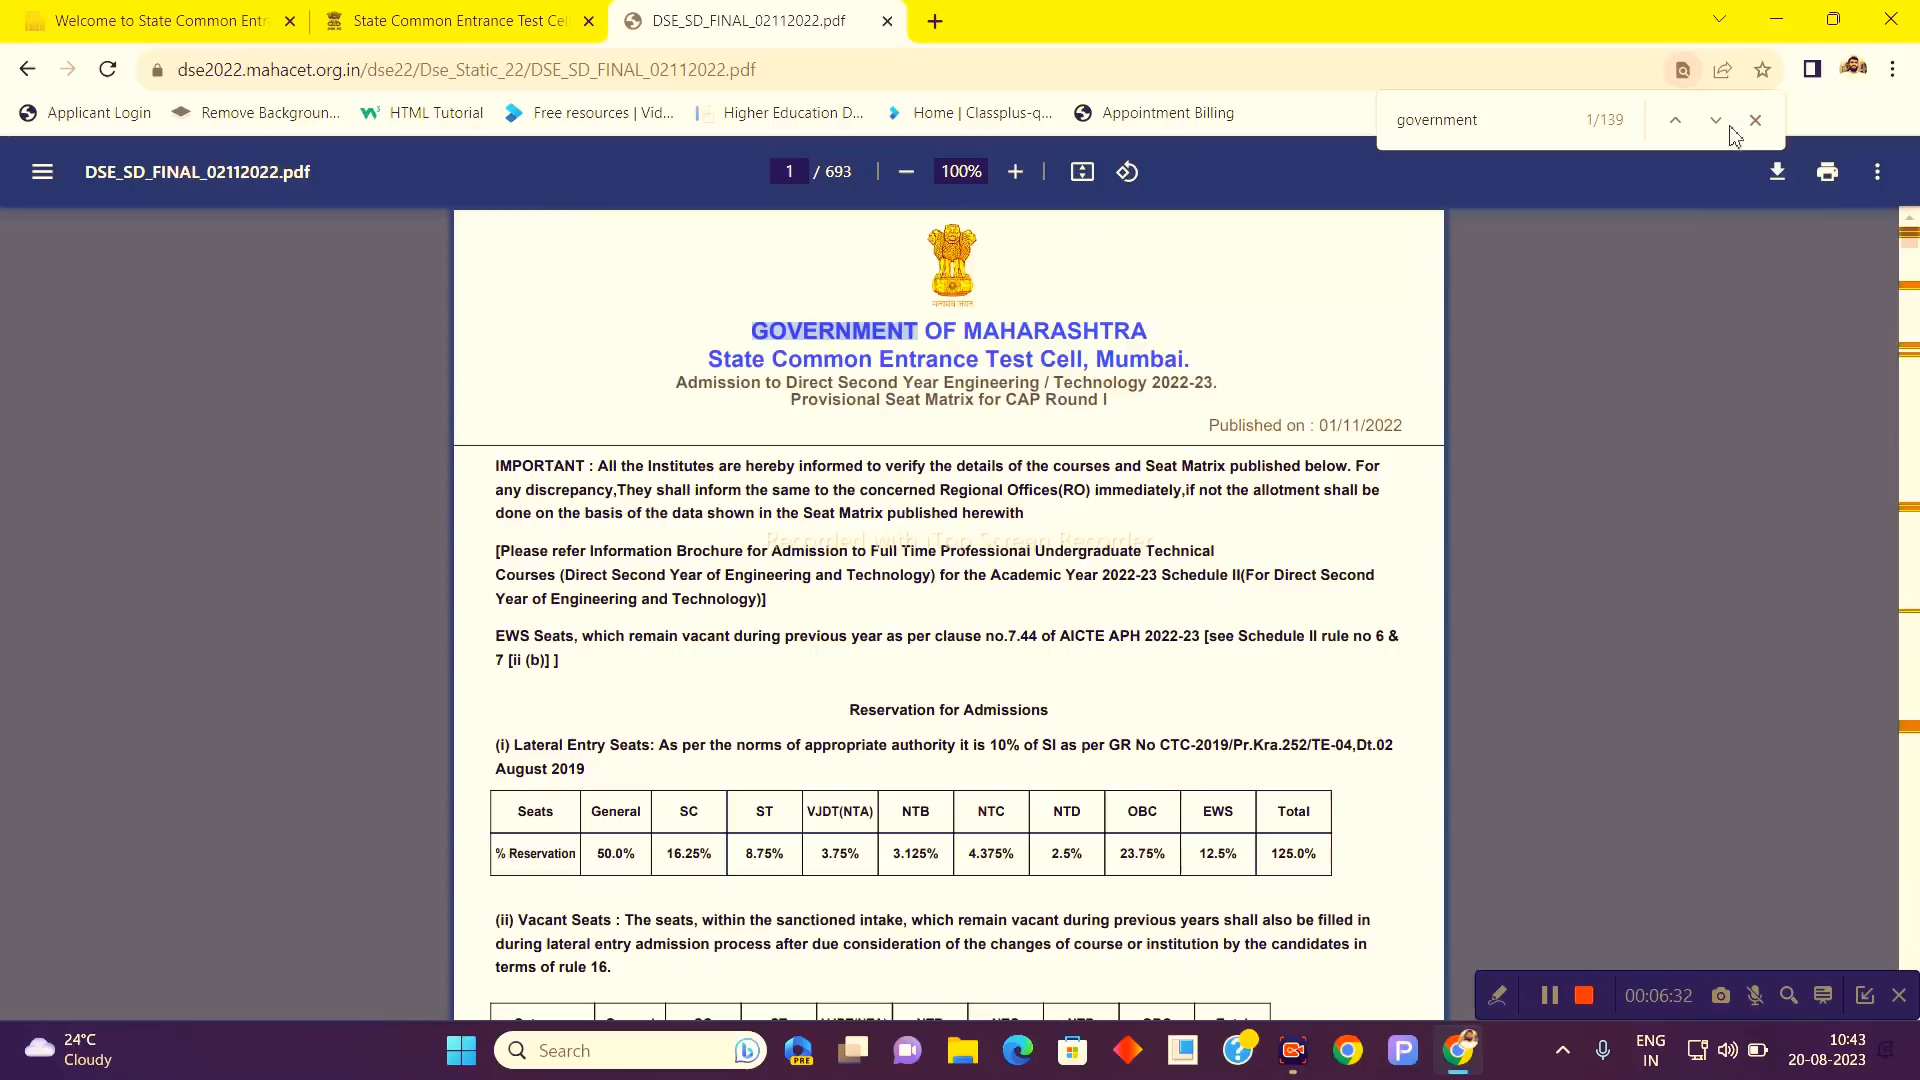 Welcome to State Common Entr
State Common Entrance Test Cel
DSE_SD_FINAL_02112022.pdf
dse2022.mahacet.org.in/dse22/Dse_Static_22/DSE_SD_FINAL_02112022.pdf
Applicant Login
Remove Backgroun...
HTML Tutorial
Free resources | Vid...
Higher Education D...
Home | Classplus-q...
Appointment Billing
government 1/139
DSE_SD_FINAL_02112022.pdf
1 / 693
100%
सत्यमेव जयते
GOVERNMENT OF MAHARASHTRA
State Common Entrance Test Cell, Mumbai.
Admission to Direct Second Year Engineering / Technology 2022-23.
Provisional Seat Matrix for CAP Round I
Published on : 01/11/2022
IMPORTANT : All the Institutes are hereby informed to verify the details of the courses and Seat Matrix published below. For
any discrepancy,They shall inform the same to the concerned Regional Offices(RO) immediately,if not the allotment shall be
done on the basis of the data shown in the Seat Matrix published herewith
Recorded with iTop Screen Recorder
[Please refer Information Brochure for Admission to Full Time Professional Undergraduate Technical
Courses (Direct Second Year of Engineering and Technology) for the Academic Year 2022-23 Schedule II(For Direct Second
Year of Engineering and Technology)]
EWS Seats, which remain vacant during previous year as per clause no.7.44 of AICTE APH 2022-23 [see Schedule II rule no 6 &
7 [ii (b)] ]
Reservation for Admissions
(i) Lateral Entry Seats: As per the norms of appropriate authority it is 10% of SI as per GR No CTC-2019/Pr.Kra.252/TE-04,Dt.02
August 2019
Seats General SC ST VJDT(NTA) NTB NTC NTD OBC EWS Total
% Reservation 50.0% 16.25% 8.75% 3.75% 3.125% 4.375% 2.5% 23.75% 12.5% 125.0%
(ii) Vacant Seats : The seats, within the sanctioned intake, which remain vacant during previous years shall also be filled in
during lateral entry admission process after due consideration of the changes of course or institution by the candidates in
terms of rule 16.
00:06:32
24°C
Cloudy
Search
PRE
ENG
IN
10:43
20-08-2023